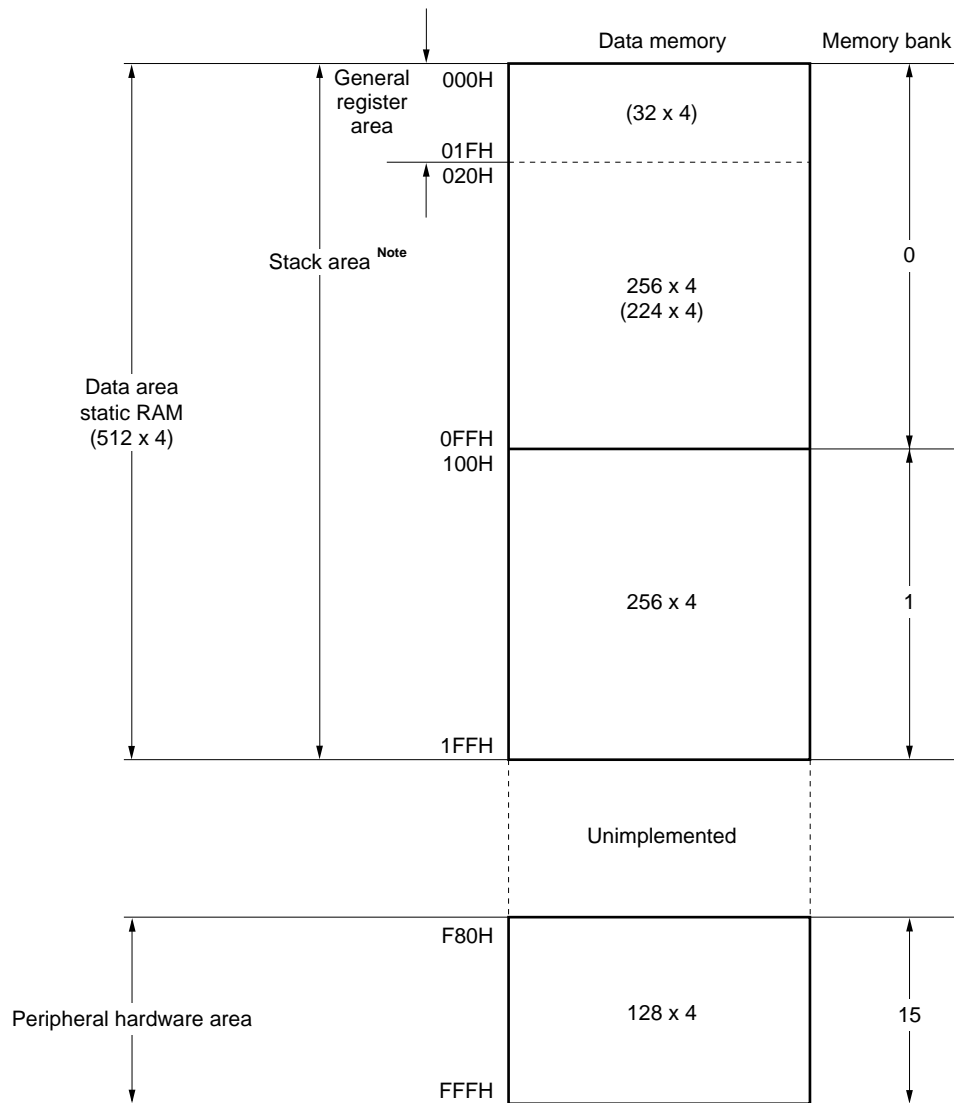 Data memory
Memory bank
General
register
area
000H
(32 x 4)
01FH
020H
Stack area Note
256 x 4
(224 x 4)
0
Data area
static RAM
(512 x 4)
0FFH
100H
256 x 4
1
1FFH
Unimplemented
F80H
Peripheral hardware area
128 x 4
15
FFFH